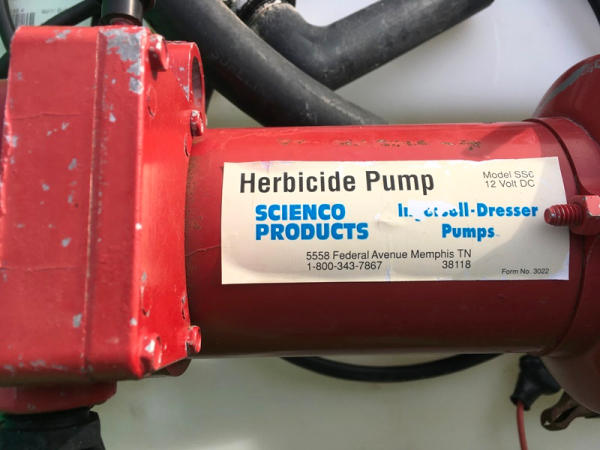 Herbicide Pump
Model SS6
12 Volt DC
SCIENCO
PRODUCTS
Ingersoll-Dresser
Pumps
5558 Federal Avenue Memphis TN
1-800-343-7867
38118
Form No. 3022